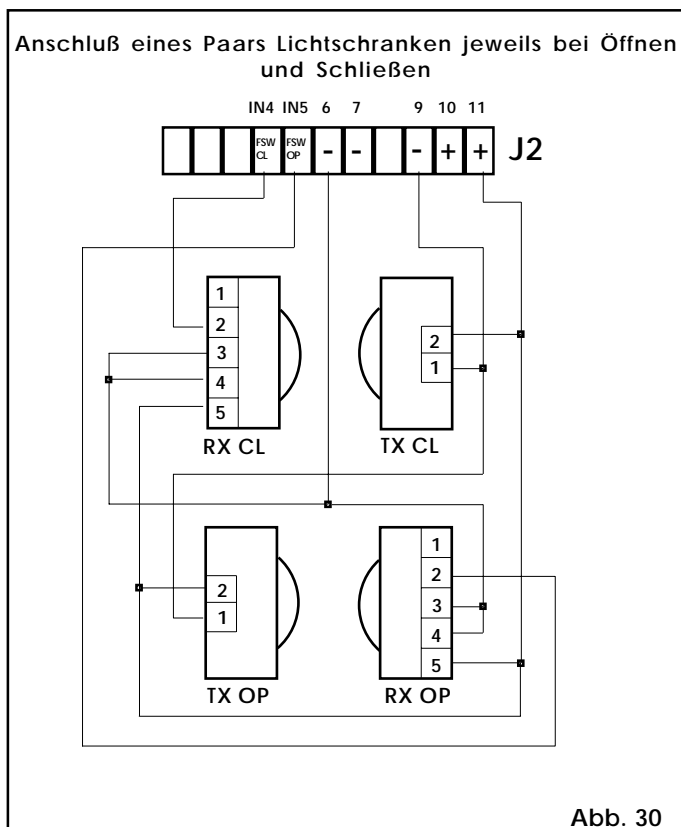 Anschluß eines Paars Lichtschranken jeweils bei Öffnen
und Schließen
IN4 IN5 6 7 9 10 11
FSW CL FSW OP - - - + + J2
1
2
3
4
5
RX CL
2
1
TX CL
2
1
TX OP
1
2
3
4
5
RX OP
Abb. 30